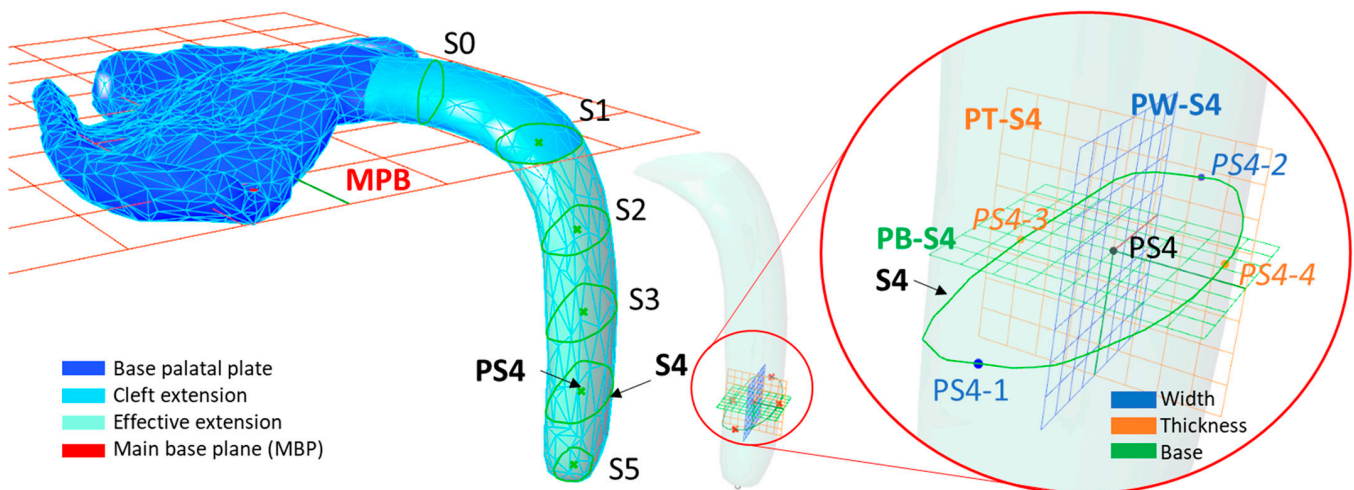 S0
S1
MPB
S2
S3
PS4
S4
S5
Base palatal plate
Cleft extension
Effective extension
Main base plane (MBP)
PT-S4
PW-S4
PS4-2
PS4-3
PB-S4
PS4
S4
PS4-4
PS4-1
Width
Thickness
Base